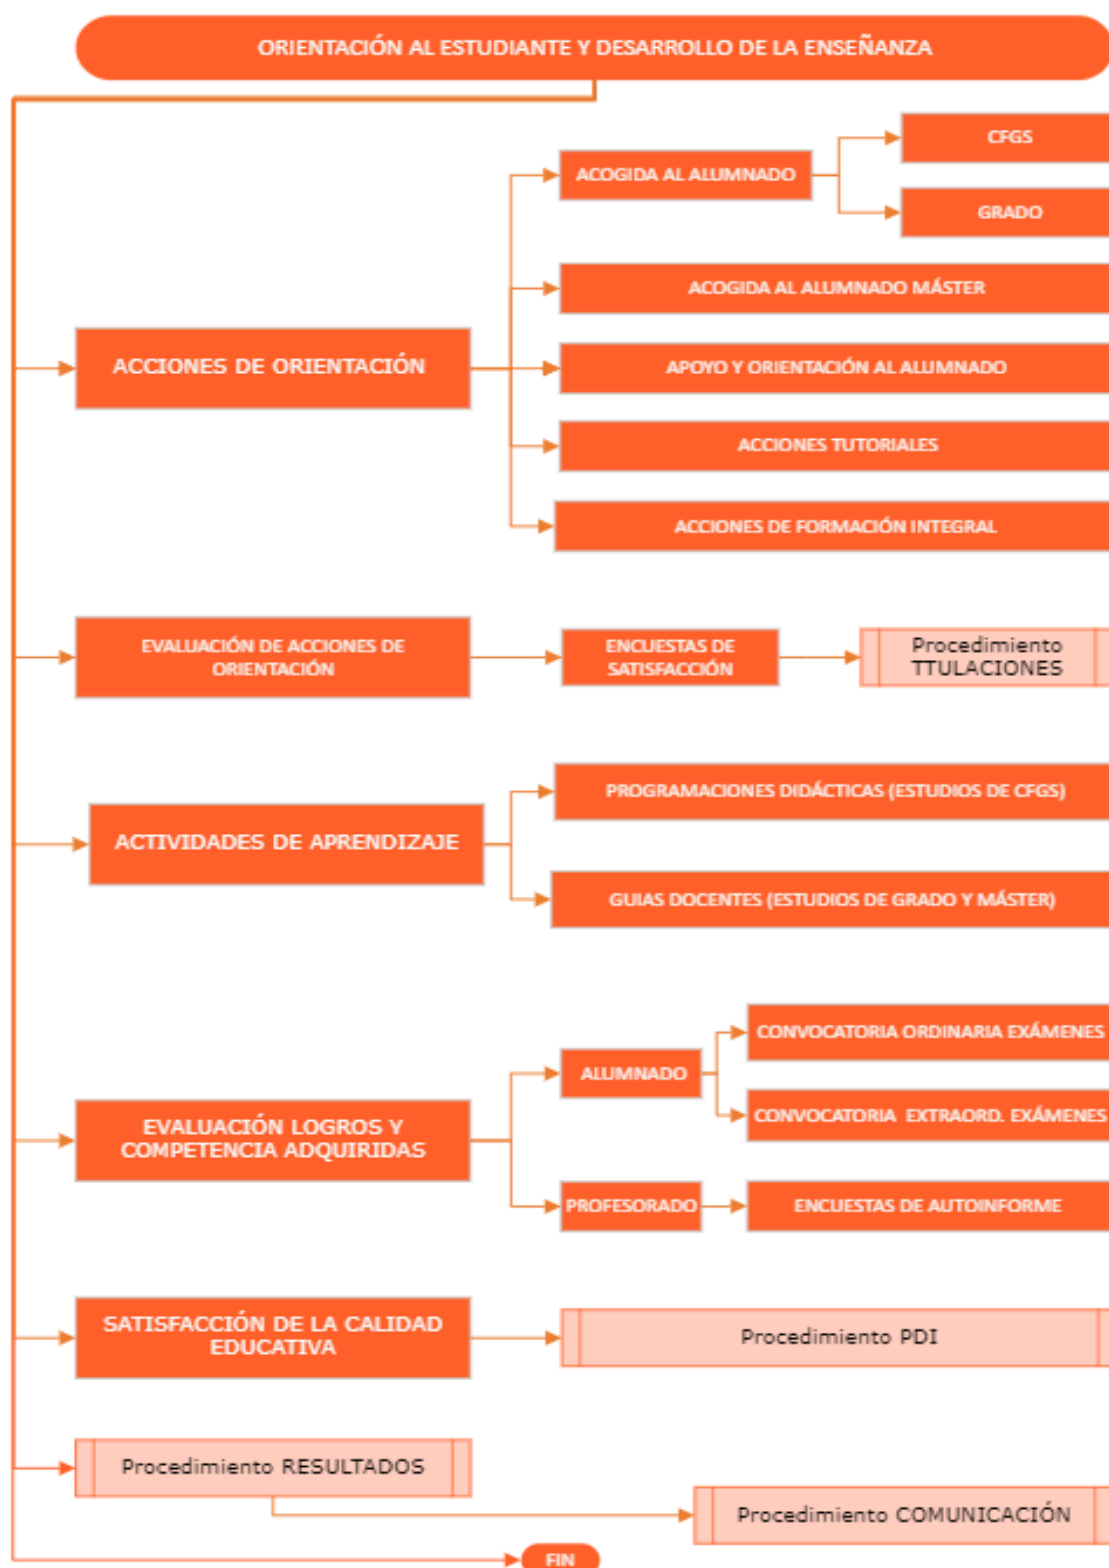 ORIENTACIÓN AL ESTUDIANTE Y DESARROLLO DE LA ENSEÑANZA
ACCIONES DE ORIENTACIÓN
ACOGIDA AL ALUMNADO
CFGS
GRADO
ACOGIDA AL ALUMNADO MÁSTER
APOYO Y ORIENTACIÓN AL ALUMNADO
ACCIONES TUTORIALES
ACCIONES DE FORMACIÓN INTEGRAL
EVALUACIÓN DE ACCIONES DE
ORIENTACIÓN
ENCUESTAS DE
SATISFACCIÓN
Procedimiento
TTULACIONES
ACTIVIDADES DE APRENDIZAJE
PROGRAMACIONES DIDÁCTICAS (ESTUDIOS DE CFGS)
GUIAS DOCENTES (ESTUDIOS DE GRADO Y MÁSTER)
EVALUACIÓN LOGROS Y
COMPETENCIA ADQUIRIDAS
ALUMNADO
CONVOCATORIA ORDINARIA EXÁMENES
CONVOCATORIA EXTRAORD. EXÁMENES
PROFESORADO
ENCUESTAS DE AUTOINFORME
SATISFACCIÓN DE LA CALIDAD
EDUCATIVA
Procedimiento PDI
Procedimiento RESULTADOS
Procedimiento COMUNICACIÓN
FIN